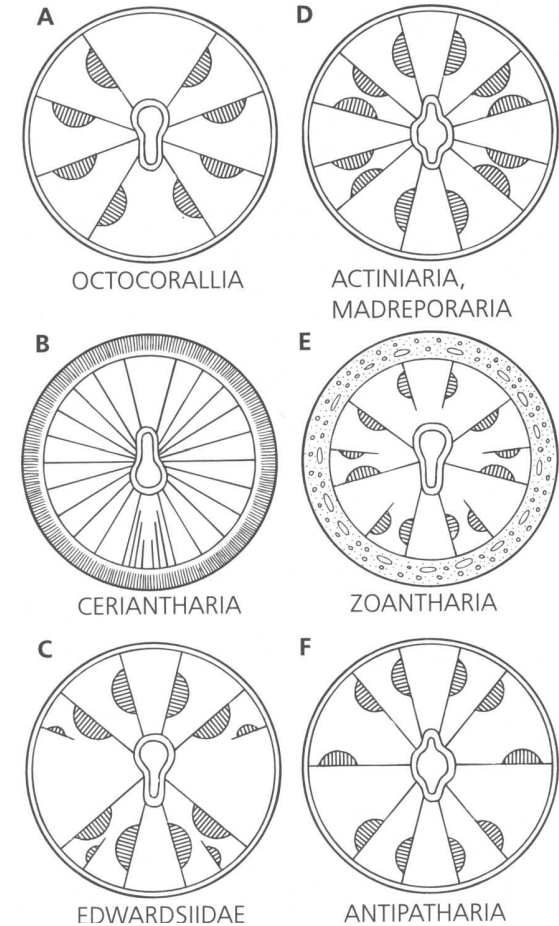 A
OCTOCORALLIA
D
ACTINIARIA,
MADREPORARIA
B
CERIANTHARIA
E
ZOANTHARIA
C
EDWARDSIIDAE
F
ANTIPATHARIA